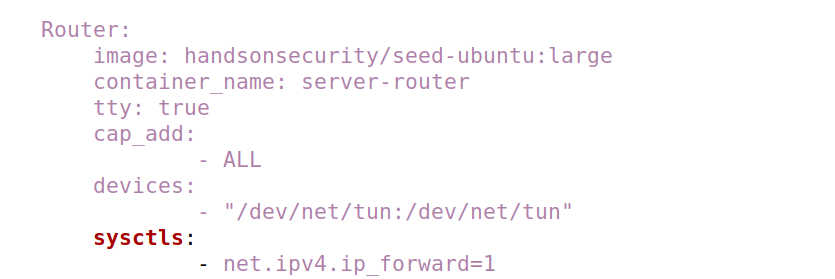 Router:
    image: handsonsecurity/seed-ubuntu:large
    container_name: server-router
    tty: true
    cap_add:
            - ALL
    devices:
            - "/dev/net/tun:/dev/net/tun"
    sysctls:
            - net.ipv4.ip_forward=1